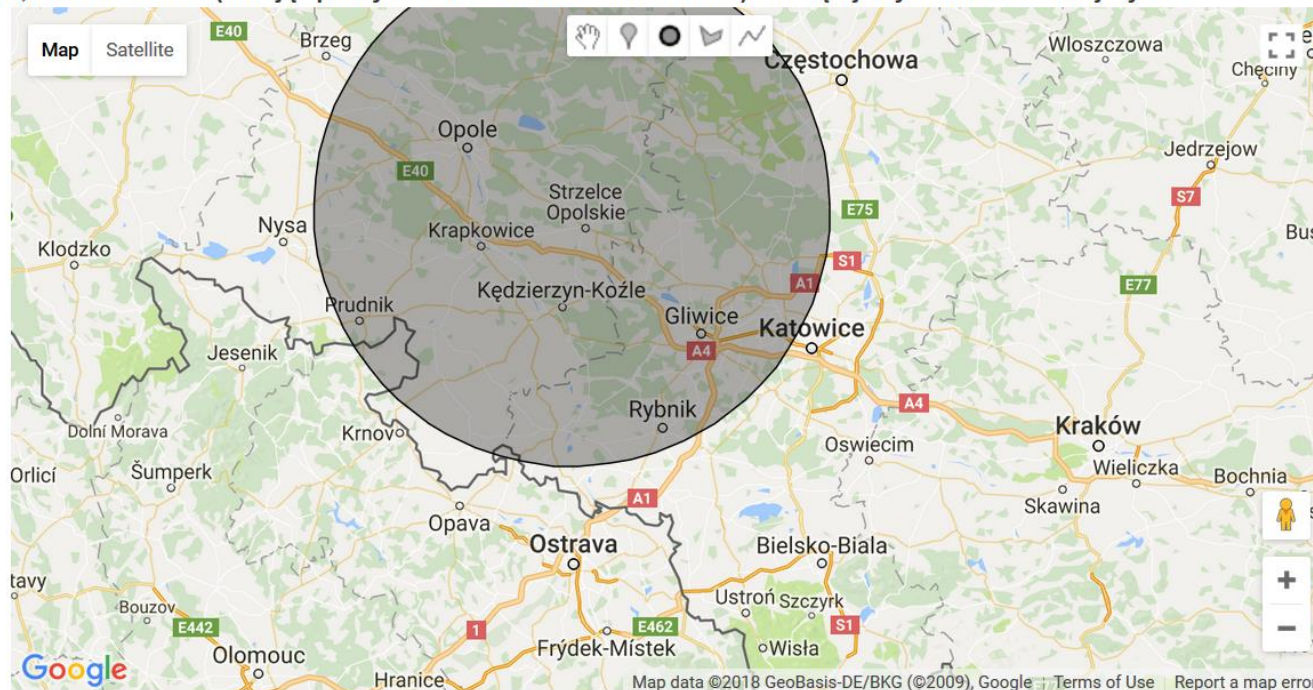 Map
Satellite
E40
Brzeg
Częstochowa
Wloszczowa
Chęciny
Opole
Jedrzejow
E40
Strzelce
Opolskie
S7
Nysa
Krapkowice
E75
Klodzko
S1
A1
E77
Kędzierzyn-Koźle
Prudnik
Gliwice
Katowice
Jesenik
A4
Rybnik
A4
Dolní Morava
Krnov
Kraków
Oswiecim
Šumperk
Wieliczka
Bochnia
Orlicí
A1
Skawina
Opava
Ostrava
Bielsko-Biala
tavy
Bouzov
Ustroń
Szczyrk
E442
1
E462
S1
Frýdek-Místek
Wisła
Olomouc
Google
Hranice
Map data ©2018 GeoBasis-DE/BKG (©2009), Google
Terms of Use
Report a map erro